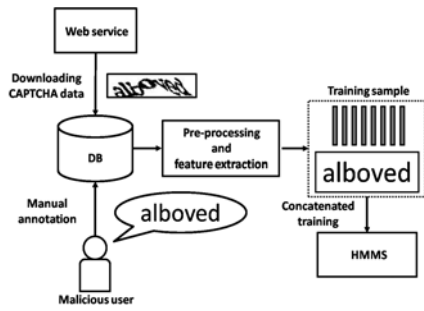 Web service
Downloading
CAPTCHA data
Training sample
DB
Pre-processing
and
feature extraction
alboved
Manual
annotation
alboved
Concatenated
training
HMMS
Malicious user